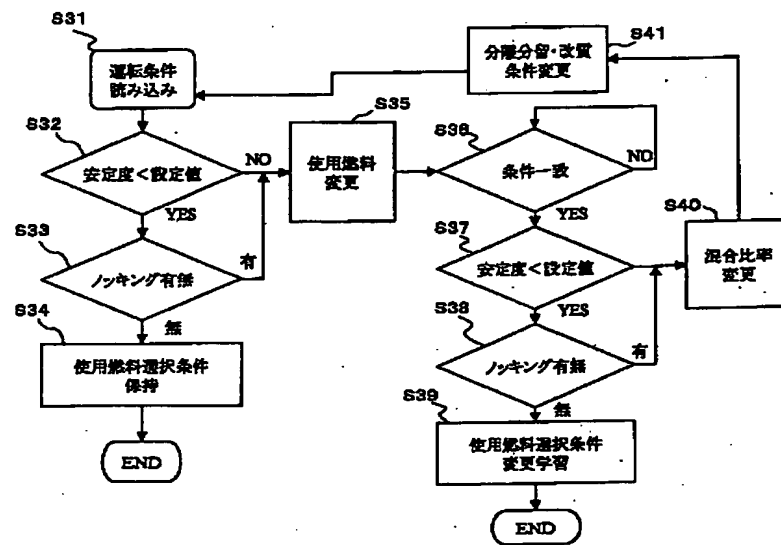 S31
運転条件
読み込み
S32
安定度<設定値
NO
YES
S33
ノッキング有無
有
無
S34
使用燃料選択条件
保持
END
S35
使用燃料
変更
S36
条件一致
NO
YES
S37
安定度<設定値
YES
S38
ノッキング有無
有
無
S39
使用燃料選択条件
変更学習
END
S40
混合比率
変更
S41
分離分留・改質
条件変更